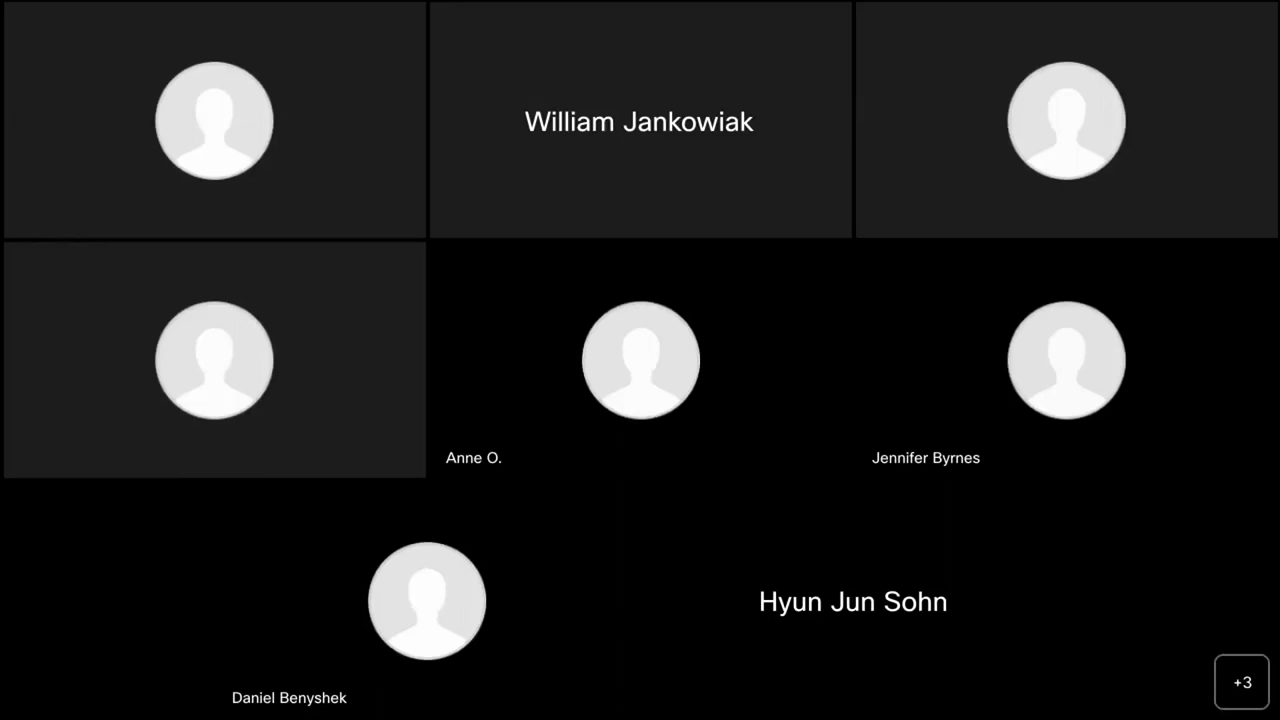 William Jankowiak
Anne O.
Jennifer Byrnes
Hyun Jun Sohn
Daniel Benyshek
+3